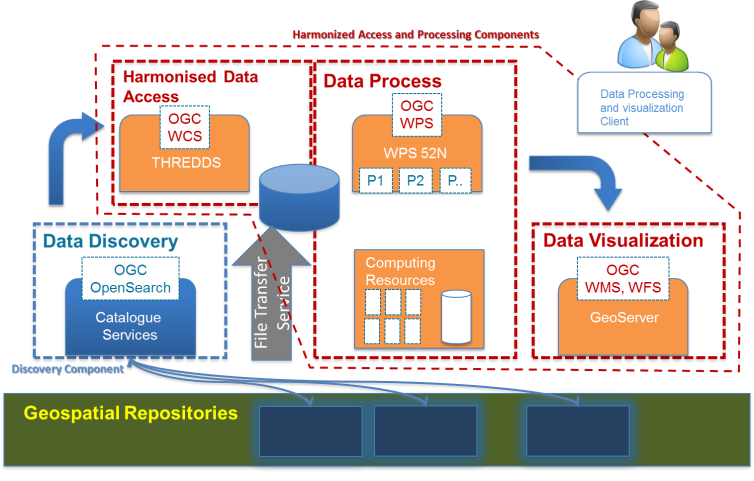 Harmonized Access and Processing Components
Harmonised Data
Access
OGC
WCS
THREDDS
Data Process
OGC
WPS
WPS 52N
P1
P2
P..
Data Processing
and visualization
Client
Data Discovery
OGC
OpenSearch
Catalogue
Services
Discovery Component
File Transfer
Service
Computing
Resources
Data Visualization
OGC
WMS, WFS
GeoServer
Geospatial Repositories